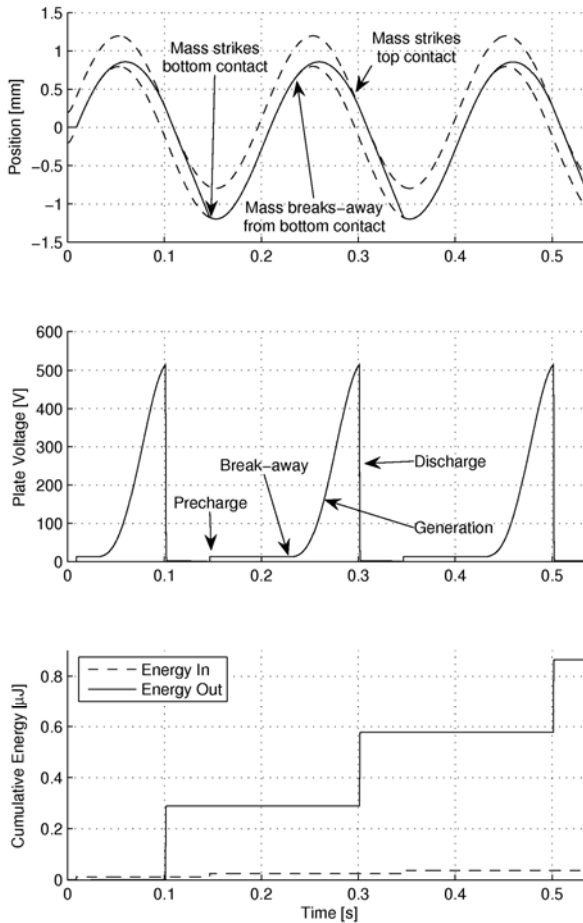 1.5
Mass strikes
bottom contact
Mass strikes
top contact
1
0.5
0
-0.5
-1
-1.5
Position [mm]
Mass breaks-away
from bottom contact
0 0.1 0.2 0.3 0.4 0.5
600
500
400
300
200
100
0
Plate Voltage [V]
Break-away
Discharge
Precharge
Generation
0 0.1 0.2 0.3 0.4 0.5
Energy In
Energy Out
0.8
0.6
0.4
0.2
0
Cumulative Energy [µJ]
0 0.1 0.2 0.3 0.4 0.5
Time [s]